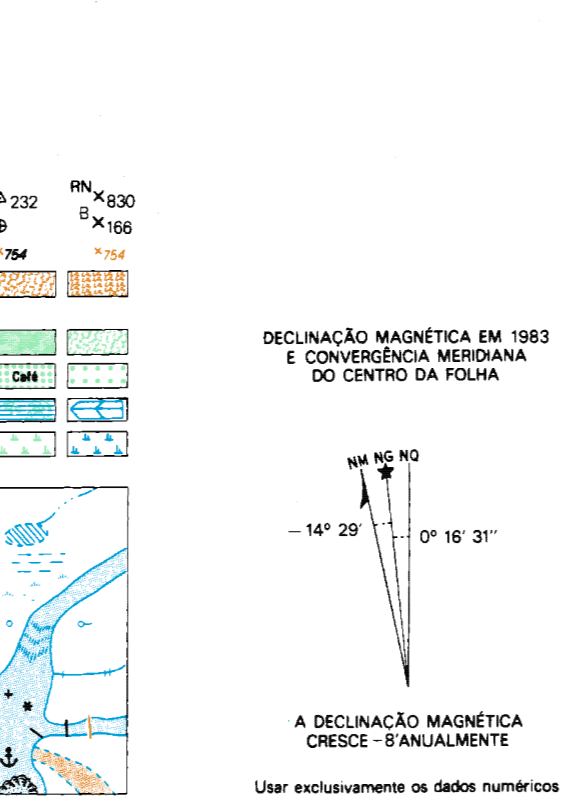 232
RN 830
B 166
754 754
DECLINAÇÃO MAGNÉTICA EM 1983
E CONVERGÊNCIA MERIDIANA
DO CENTRO DA FOLHA
Café
NM NG NQ
– 14° 29' 0° 16' 31"
A DECLINAÇÃO MAGNÉTICA
CRESCE –8'ANUALMENTE
Usar exclusivamente os dados numéricos